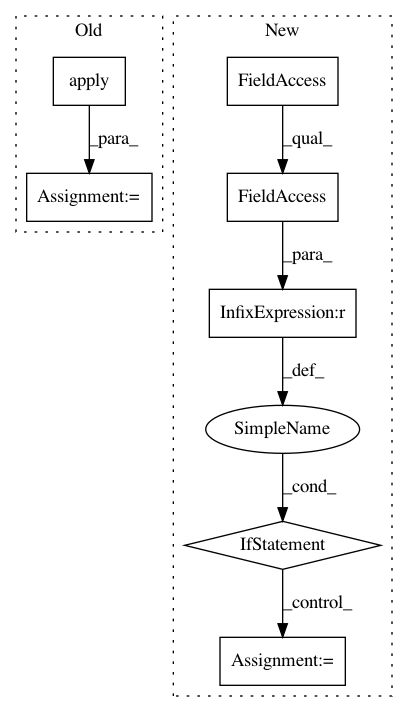 Old
apply
_para_
Assignment:=
New
FieldAccess
_qual_
FieldAccess
_para_
InfixExpression:r
_def_
SimpleName
_cond_
IfStatement
_control_
Assignment:=